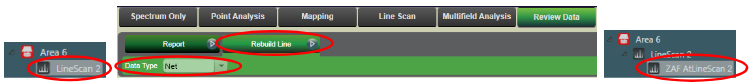 Spectrum Only Point Analysis Mapping Line Scan Multifield Analysis Review Data
Area 6
LineScan 2
Report Rebuild Line
Data Type Net
Area 6
LineScan 2
ZAF AtLineScan 2